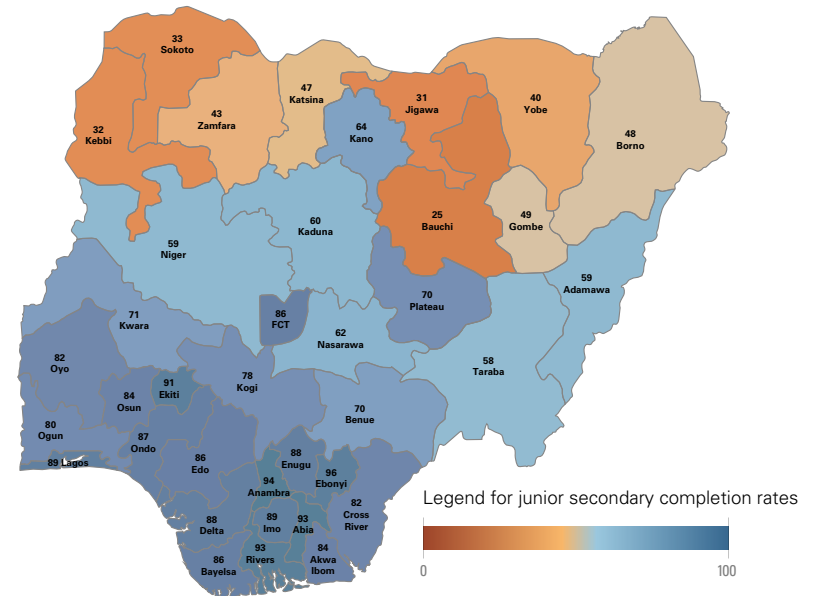 33
Sokoto
47
Katsina
31
Jigawa
40
Yobe
43
Zamfara
32
Kebbi
64
Kano
48
Borno
25
Bauchi
49
Gombe
60
Kaduna
59
Niger
59
Adamawa
70
Plateau
86
FCT
71
Kwara
62
Nasarawa
58
Taraba
82
Oyo
78
Kogi
91
Ekiti
84
Osun
70
Benue
80
Ogun
87
Ondo
89 Lagos
86
Edo
88
Enugu
96
Ebonyi
94
Anambra
82
Cross
River
88
Delta
89
Imo
93
Abia
86
Bayelsa
93
Rivers
84
Akwa
Ibom
Legend for junior secondary completion rates
0 100